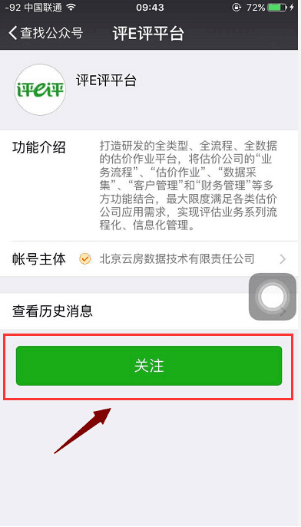 -92 中国联通 09:43 72%
查找公众号 评E评平台
评e评 评E评平台
功能介绍 打造研发的全类型、全流程、全数据
的估价作业平台，将估价公司的“业
务流程”、“估价作业”、“数据采
集”、“客户管理”和“财务管理”等多
方功能结合，最大限度满足各类估价
公司应用需求，实现评估业务系列流
程化、信息化管理。
帐号主体 北京云房数据技术有限责任公司
查看历史消息
关注